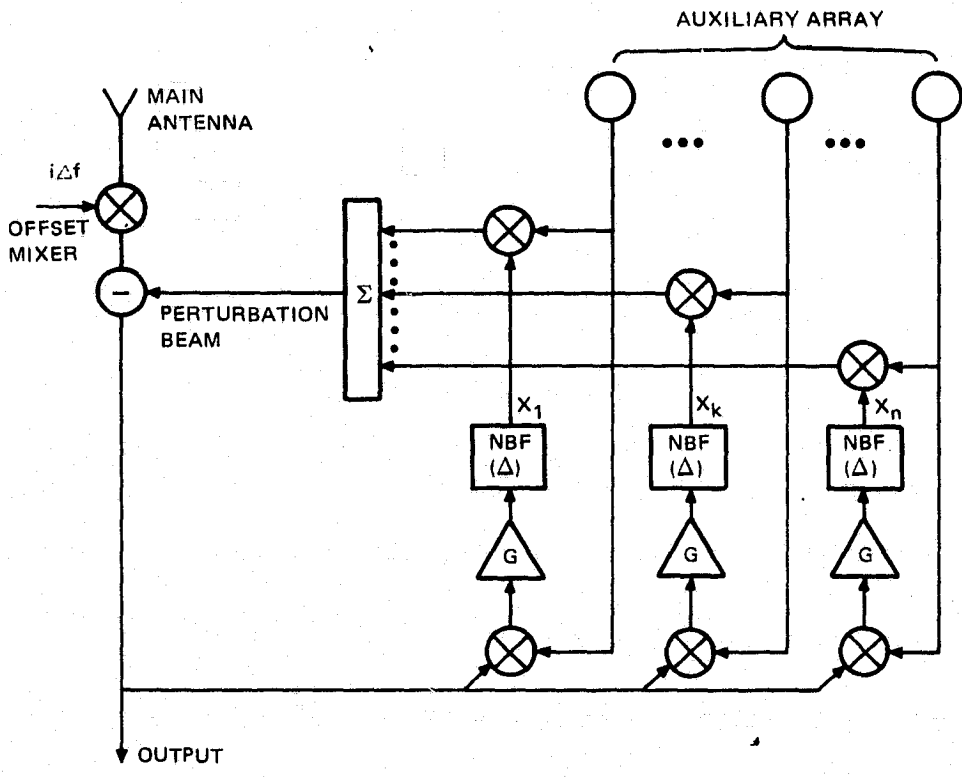 AUXILIARY ARRAY
MAIN
ANTENNA
iΔf
OFFSET
MIXER
−
PERTURBATION
BEAM
Σ
X₁
Xₖ
Xₙ
NBF
(Δ)
NBF
(Δ)
NBF
(Δ)
G
G
G
OUTPUT